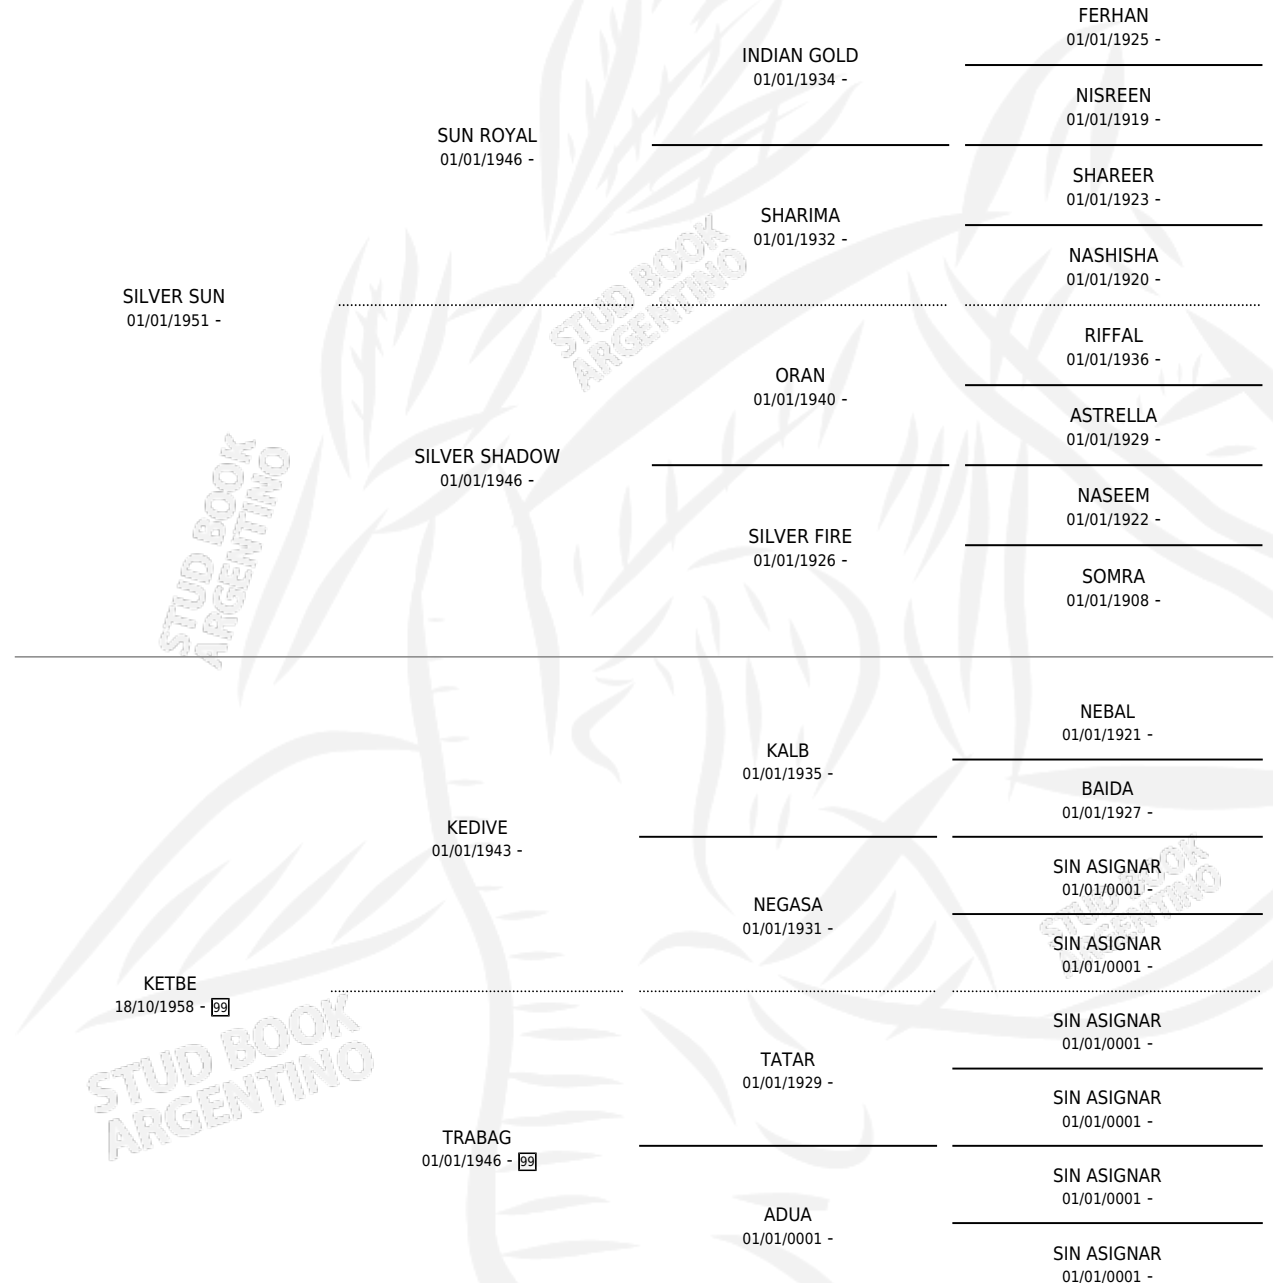 FERHAN
01/01/1925 -
INDIAN GOLD
01/01/1934 -
NISREEN
01/01/1919 -
SUN ROYAL
01/01/1946 -
SHAREER
01/01/1923 -
SHARIMA
01/01/1932 -
NASHISHA
01/01/1920 -
SILVER SUN
01/01/1951 -
RIFFAL
01/01/1936 -
ORAN
01/01/1940 -
ASTRELLA
01/01/1929 -
SILVER SHADOW
01/01/1946 -
NASEEM
01/01/1922 -
SILVER FIRE
01/01/1926 -
SOMRA
01/01/1908 -
NEBAL
01/01/1921 -
KALB
01/01/1935 -
BAIDA
01/01/1927 -
KEDIVE
01/01/1943 -
SIN ASIGNAR
01/01/0001 -
NEGASA
01/01/1931 -
SIN ASIGNAR
01/01/0001 -
KETBE
18/10/1958 - 99
SIN ASIGNAR
01/01/0001 -
TATAR
01/01/1929 -
SIN ASIGNAR
01/01/0001 -
TRABAG
01/01/1946 - 99
SIN ASIGNAR
01/01/0001 -
ADUA
01/01/0001 -
SIN ASIGNAR
01/01/0001 -
STUD BOOK
ARGENTINO
STUD BOOK
ARGENTINO
STUD BOOK
ARGENTINO
STUD BOOK
ARGENTINO